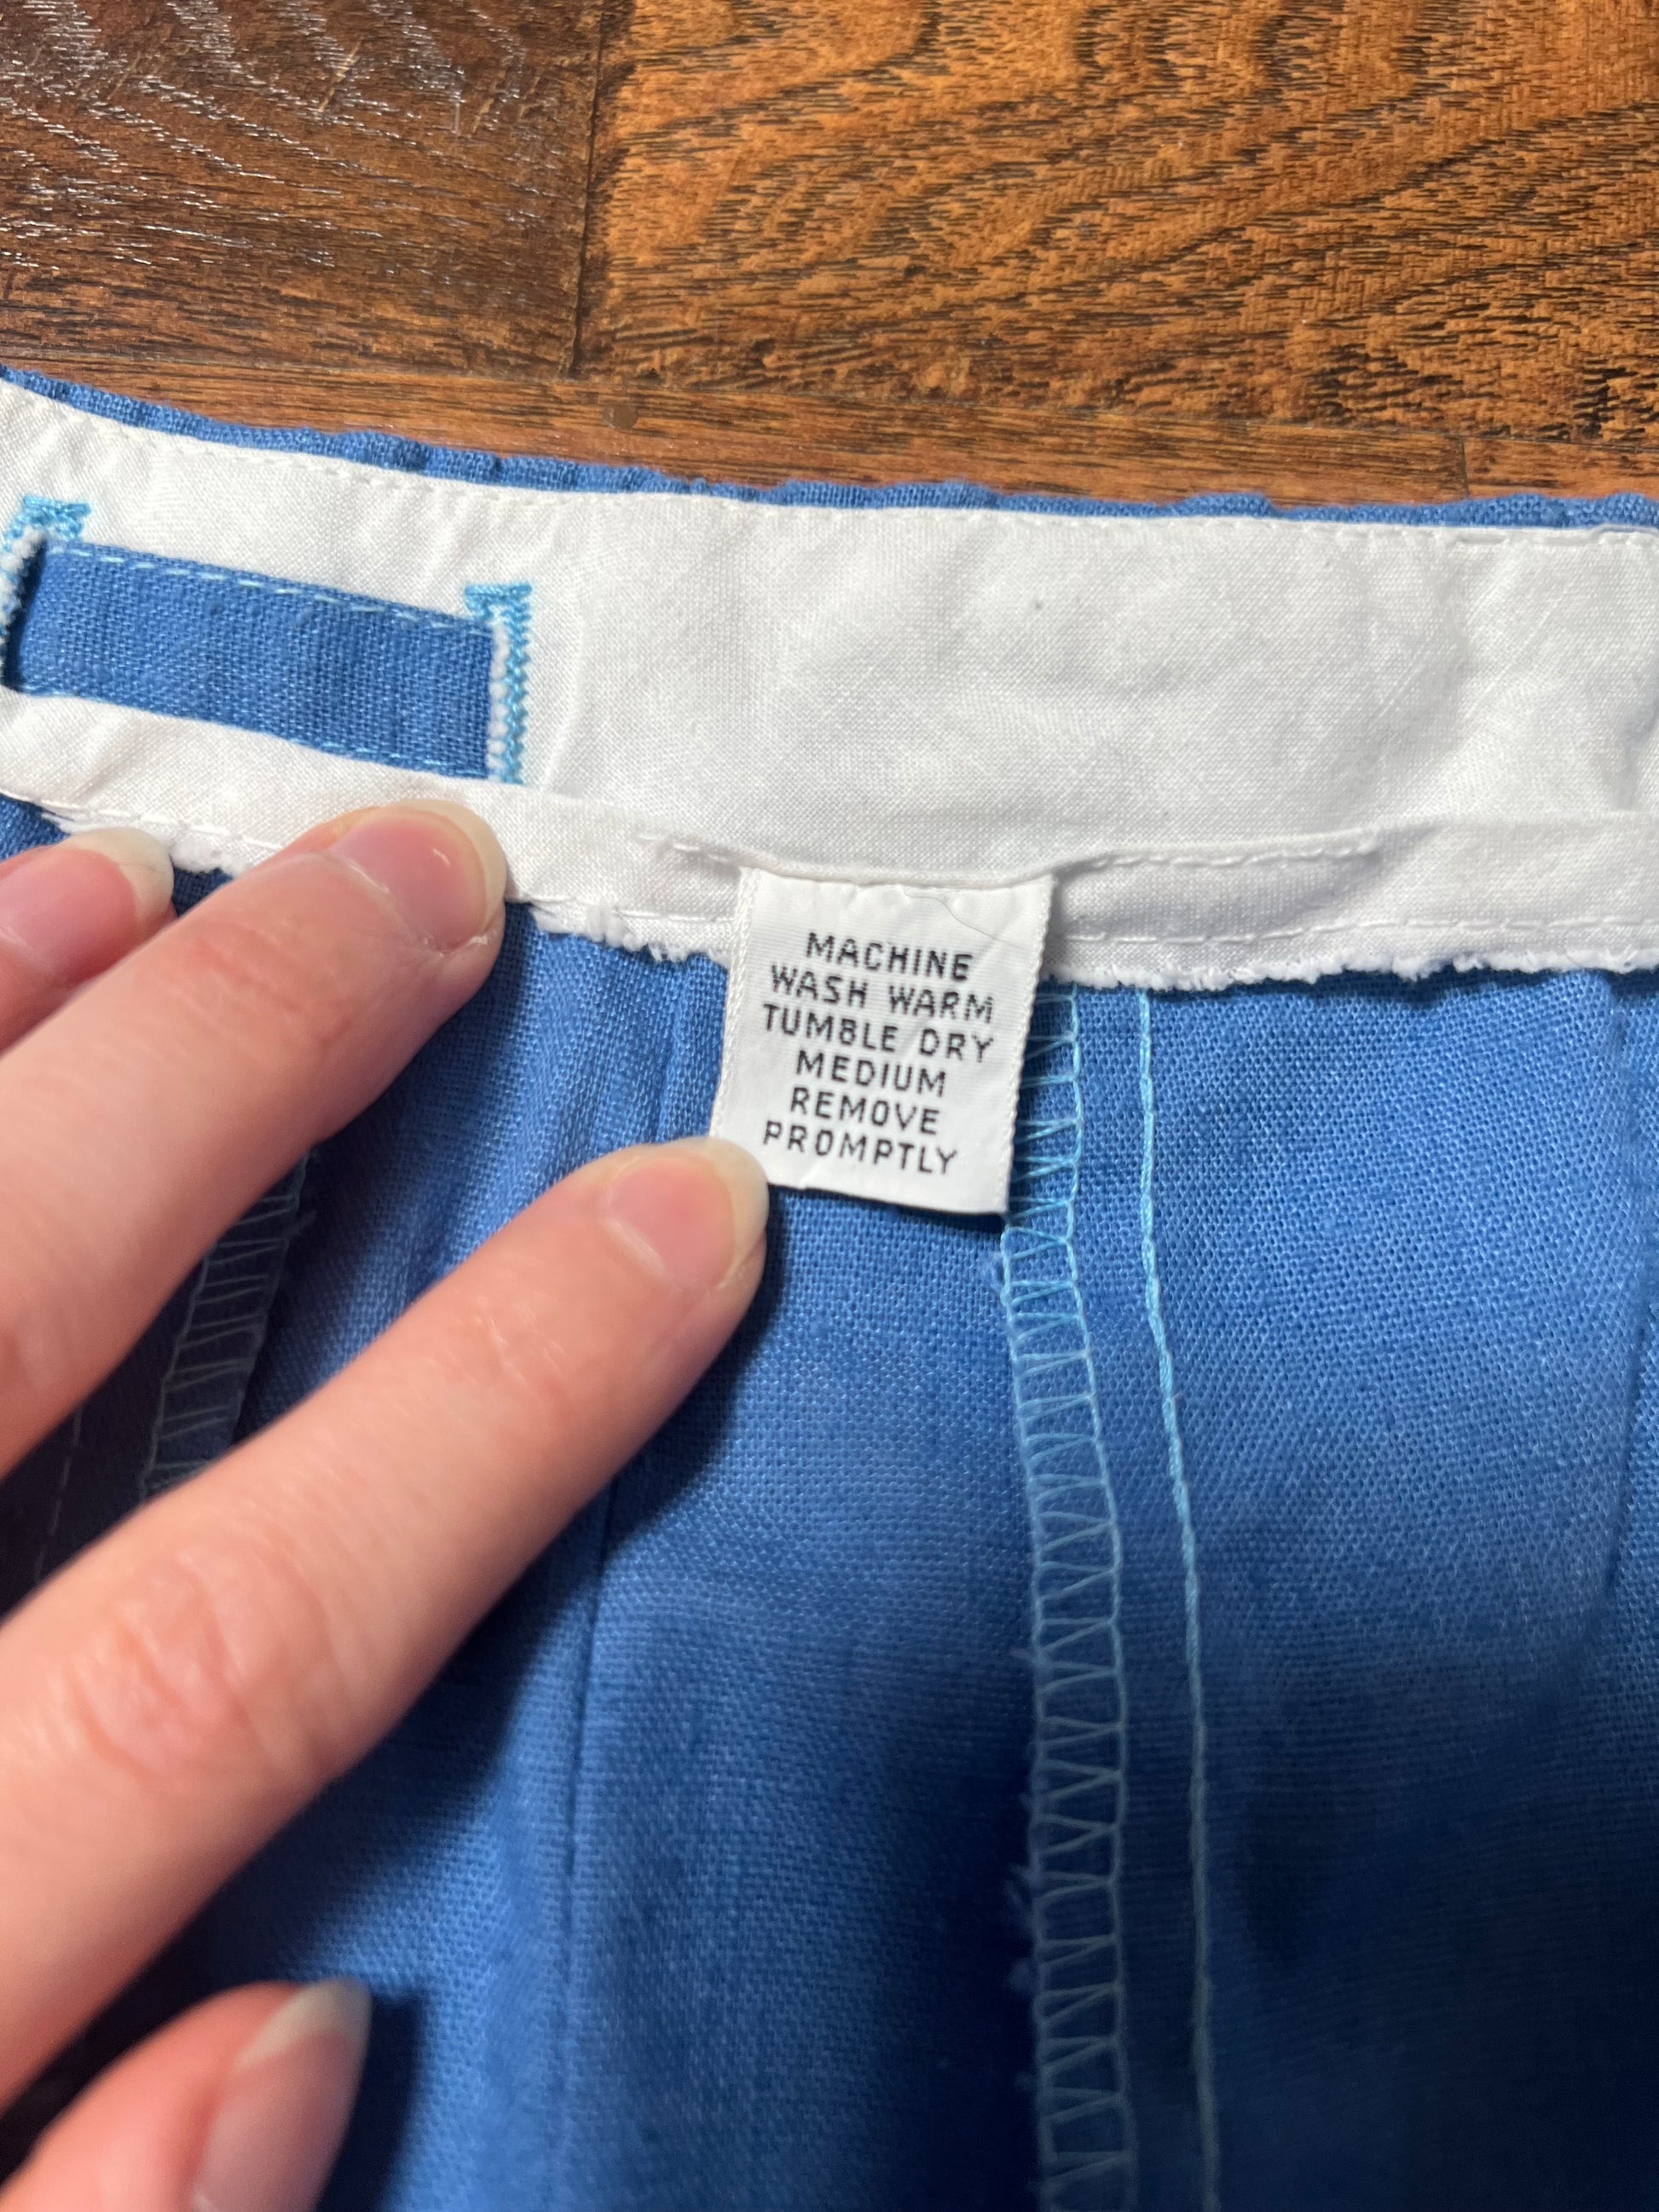 MACHINE
WASH WARM
TUMBLE DRY
MEDIUM
REMOVE
PROMPTLY